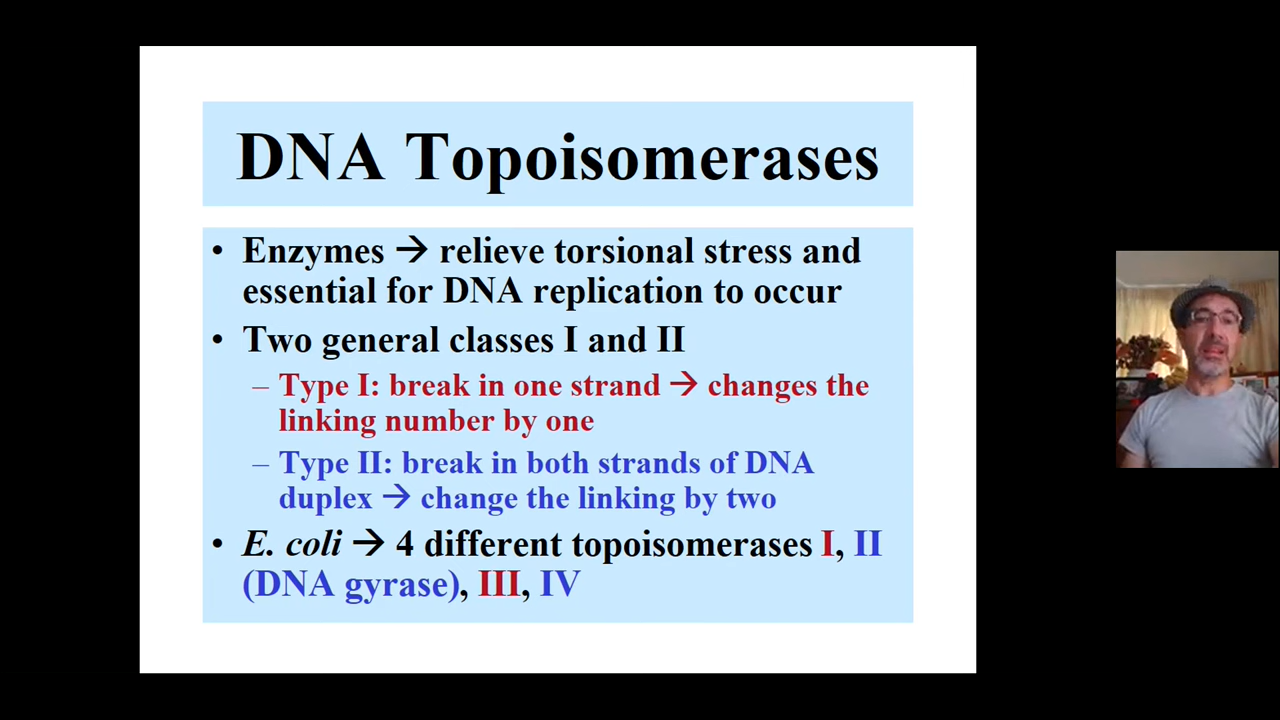 DNA Topoisomerases
• Enzymes → relieve torsional stress and
essential for DNA replication to occur
• Two general classes I and II
– Type I: break in one strand → changes the
linking number by one
– Type II: break in both strands of DNA
duplex → change the linking by two
• E. coli → 4 different topoisomerases I, II
(DNA gyrase), III, IV